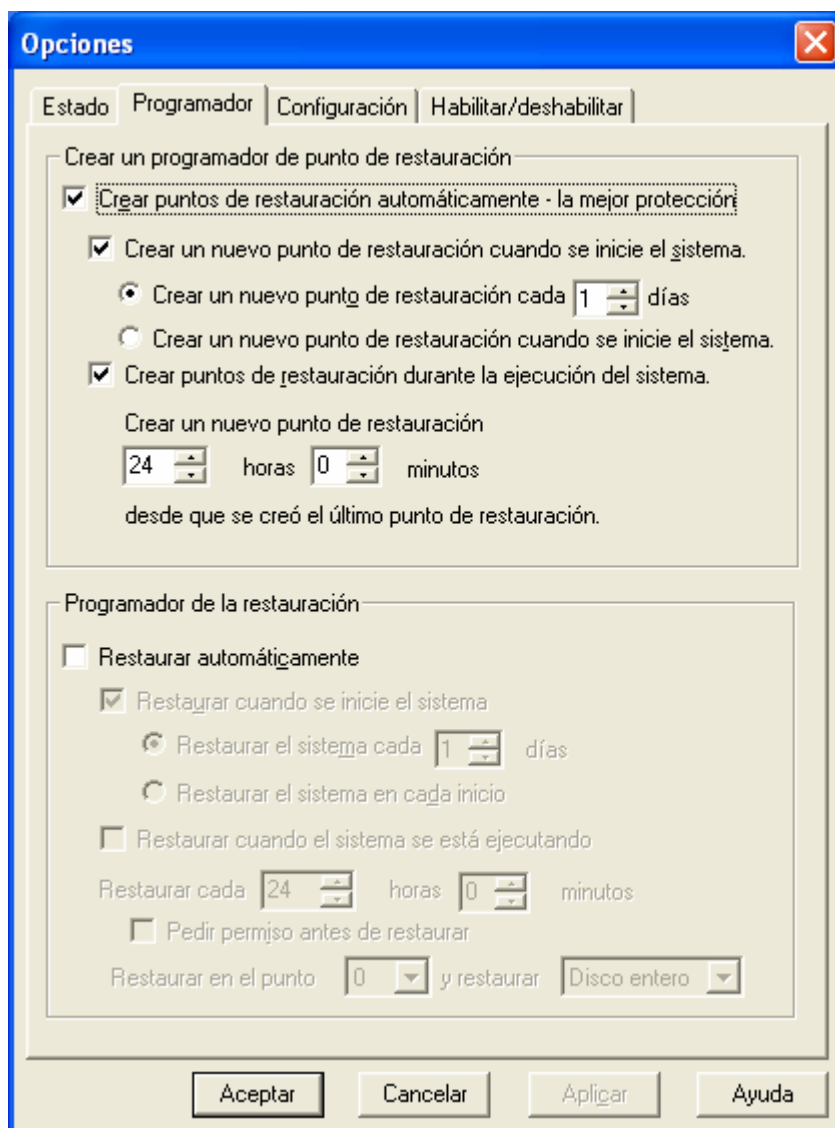 Opciones
Estado Programador Configuración Habilitar/deshabilitar
Crear un programador de punto de restauración
Crear puntos de restauración automáticamente - la mejor protección
Crear un nuevo punto de restauración cuando se inicie el sistema.
Crear un nuevo punto de restauración cada 1 días
Crear un nuevo punto de restauración cuando se inicie el sistema.
Crear puntos de restauración durante la ejecución del sistema.
Crear un nuevo punto de restauración
24 horas 0 minutos
desde que se creó el último punto de restauración.
Programador de la restauración
Restaurar automáticamente
Restaurar cuando se inicie el sistema
Restaurar el sistema cada 1 días
Restaurar el sistema en cada inicio
Restaurar cuando el sistema se está ejecutando
Restaurar cada 24 horas 0 minutos
Pedir permiso antes de restaurar
Restaurar en el punto 0 y restaurar Disco entero
Aceptar Cancelar Aplicar Ayuda